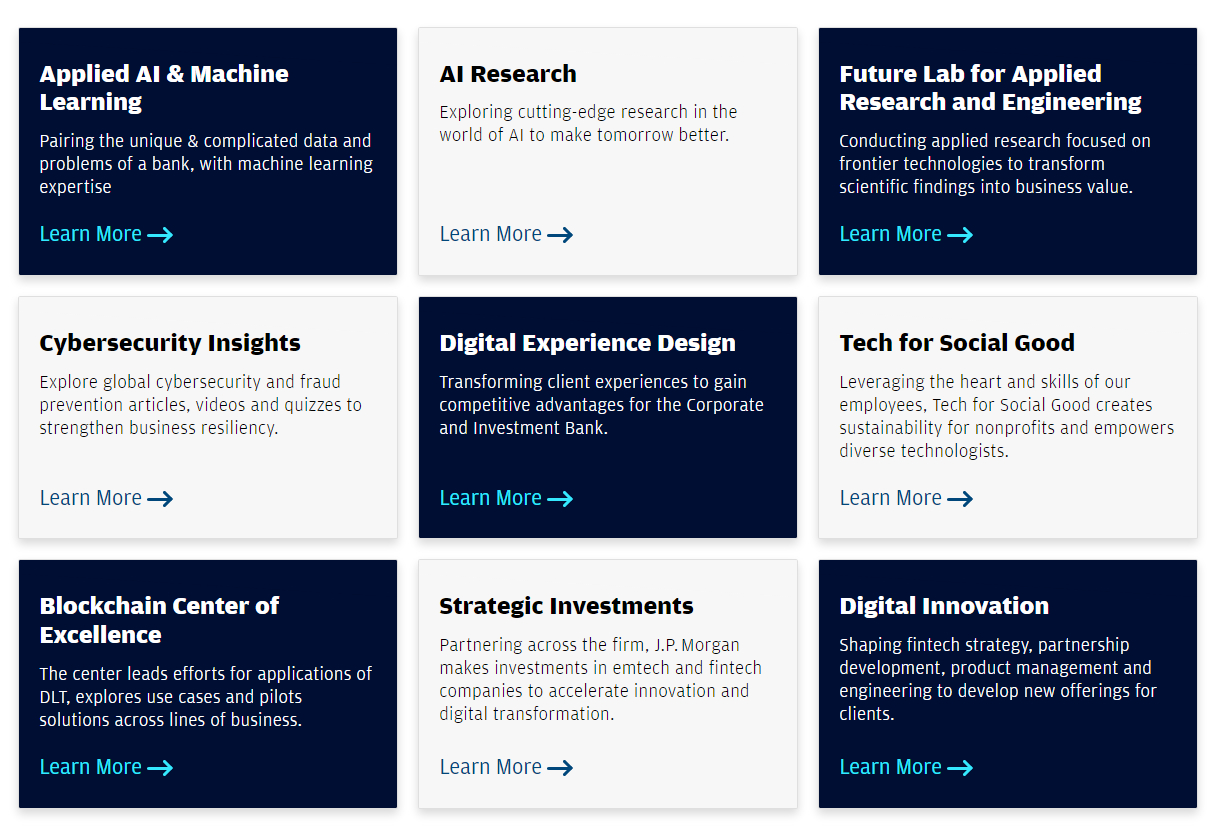 Applied AI & Machine
Learning
Pairing the unique & complicated data and
problems of a bank, with machine learning
expertise
Learn More
AI Research
Exploring cutting-edge research in the
world of AI to make tomorrow better.
Learn More
Future Lab for Applied
Research and Engineering
Conducting applied research focused on
frontier technologies to transform
scientific findings into business value.
Learn More
Cybersecurity Insights
Explore global cybersecurity and fraud
prevention articles, videos and quizzes to
strengthen business resiliency.
Learn More
Digital Experience Design
Transforming client experiences to gain
competitive advantages for the Corporate
and Investment Bank.
Learn More
Tech for Social Good
Leveraging the heart and skills of our
employees, Tech for Social Good creates
sustainability for nonprofits and empowers
diverse technologists.
Learn More
Blockchain Center of
Excellence
The center leads efforts for applications of
DLT, explores use cases and pilots
solutions across lines of business.
Learn More
Strategic Investments
Partnering across the firm, J.P. Morgan
makes investments in emtech and fintech
companies to accelerate innovation and
digital transformation.
Learn More
Digital Innovation
Shaping fintech strategy, partnership
development, product management and
engineering to develop new offerings for
clients.
Learn More